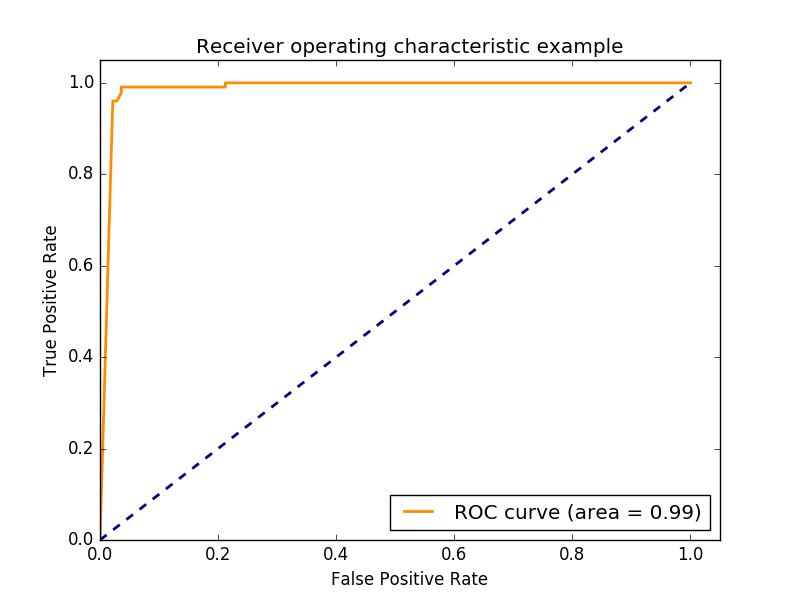 Receiver operating characteristic example
True Positive Rate
1.0
0.8
0.6
0.4
0.2
0.0
ROC curve (area = 0.99)
0.0 0.2 0.4 0.6 0.8 1.0
False Positive Rate